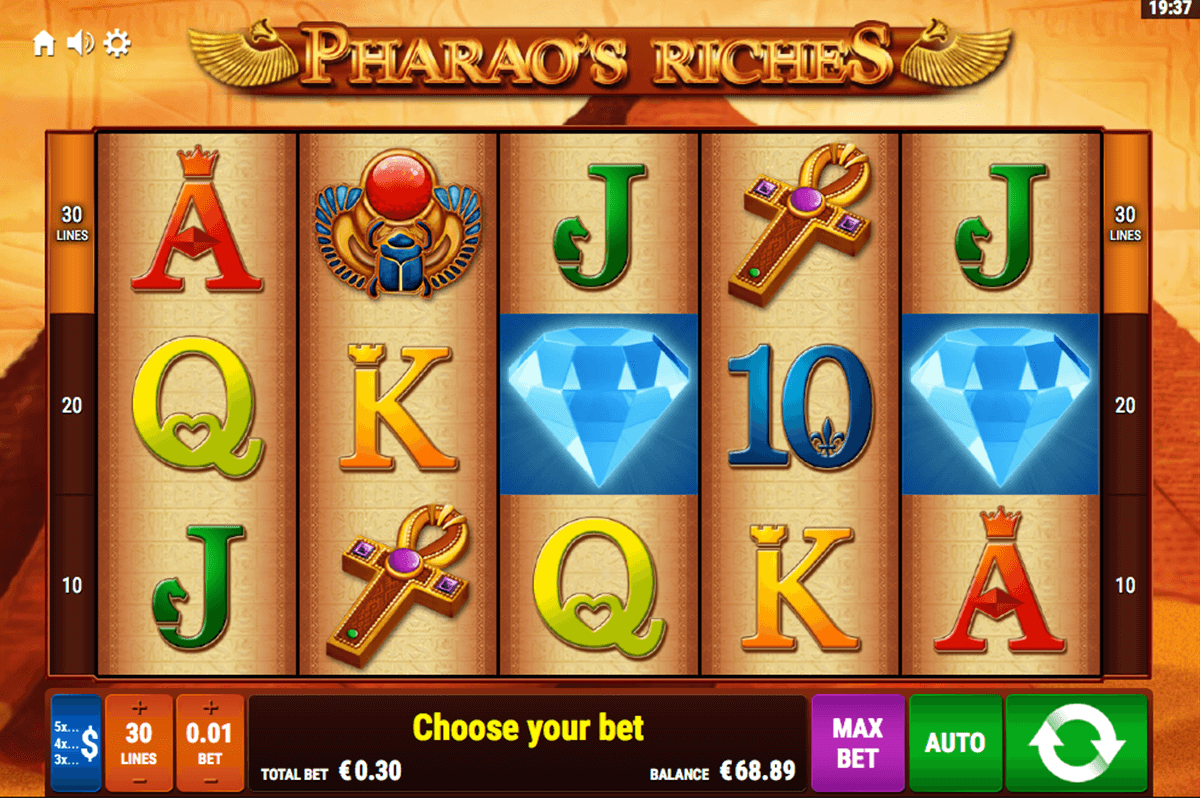 19:37
PHARAO'S RICHES
30
LINES
30
LINES
A
J
J
Q
K
10
20
20
J
Q
K
A
10
10
5x...
4x...
3x...
$
+
30
LINES
−
+
0.01
BET
−
Choose your bet
TOTAL BET €0.30
BALANCE €68.89
MAX
BET
AUTO